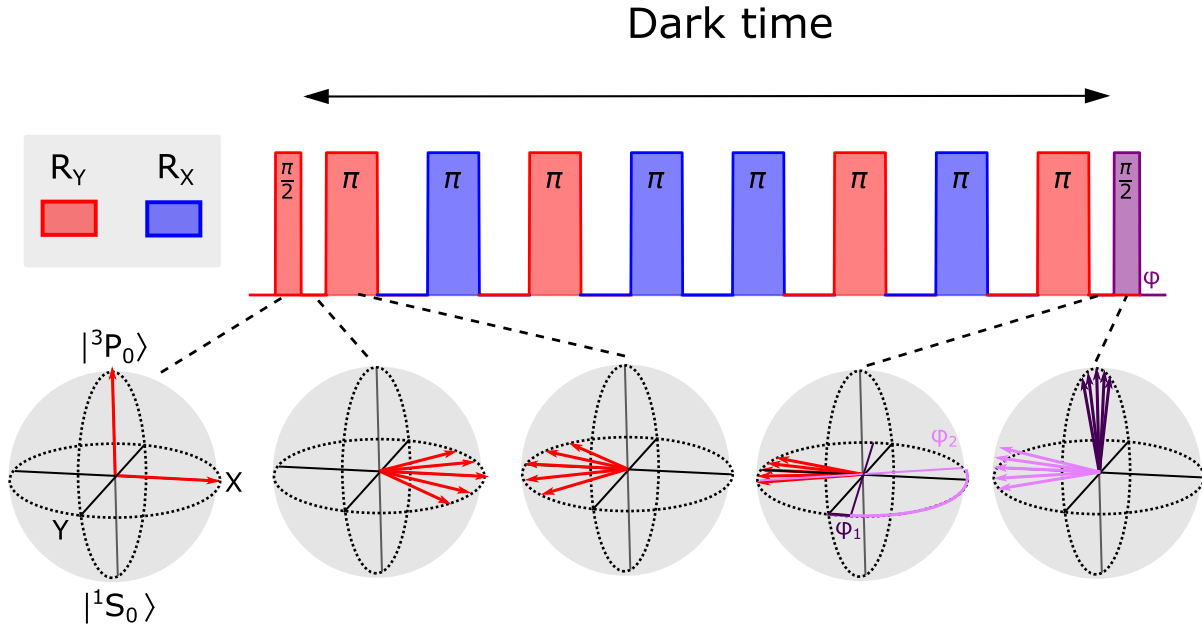 Dark time
R_Y R_X
π/2 π π π π π π π π π/2
φ
|³P₀⟩
φ₂
X
Y
φ₁
|¹S₀⟩